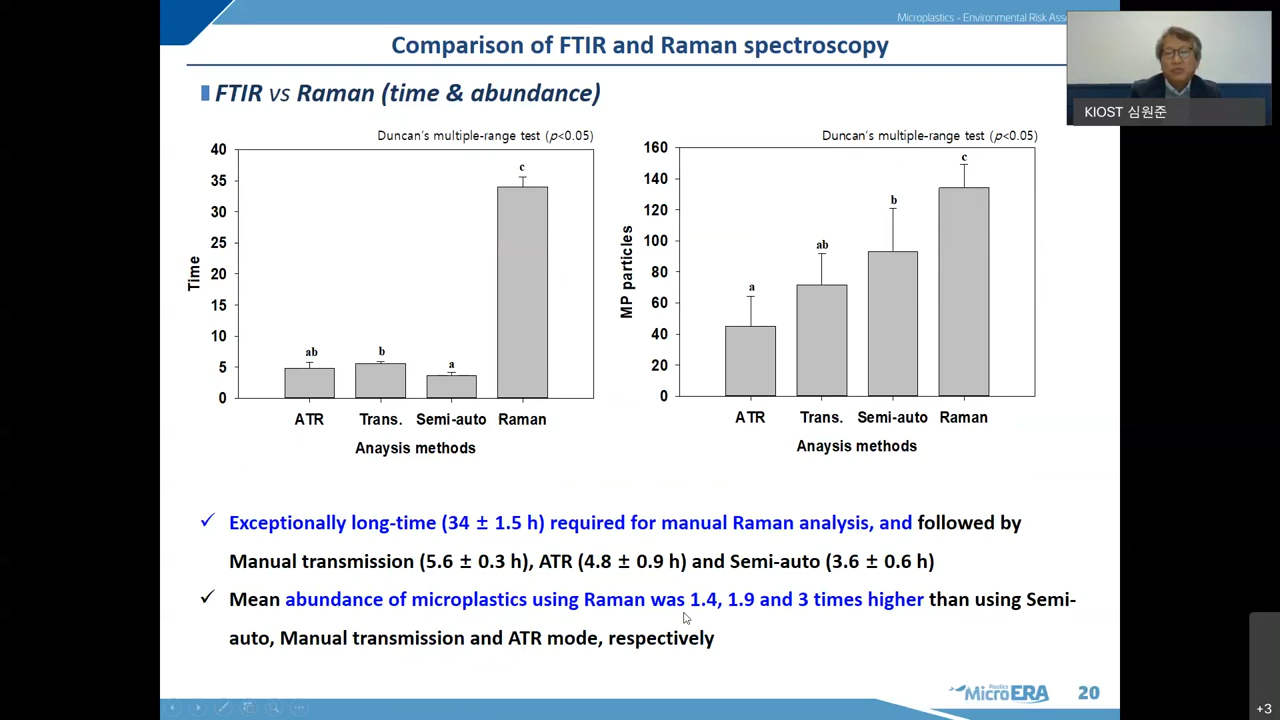 Microplastics - Environmental Risk Asse
Comparison of FTIR and Raman spectroscopy
KIOST 심원준
FTIR vs Raman (time & abundance)
Duncan's multiple-range test (p<0.05)
40
35
30
25
20
15
10
5
0
Time
ab
b
a
c
ATR Trans. Semi-auto Raman
Anaysis methods
Duncan's multiple-range test (p<0.05)
160
140
120
100
80
60
40
20
0
MP particles
a
ab
b
c
ATR Trans. Semi-auto Raman
Anaysis methods
✓ Exceptionally long-time (34 ± 1.5 h) required for manual Raman analysis, and followed by
Manual transmission (5.6 ± 0.3 h), ATR (4.8 ± 0.9 h) and Semi-auto (3.6 ± 0.6 h)
✓ Mean abundance of microplastics using Raman was 1.4, 1.9 and 3 times higher than using Semi-
auto, Manual transmission and ATR mode, respectively
Plastics
MicroERA
20
+3